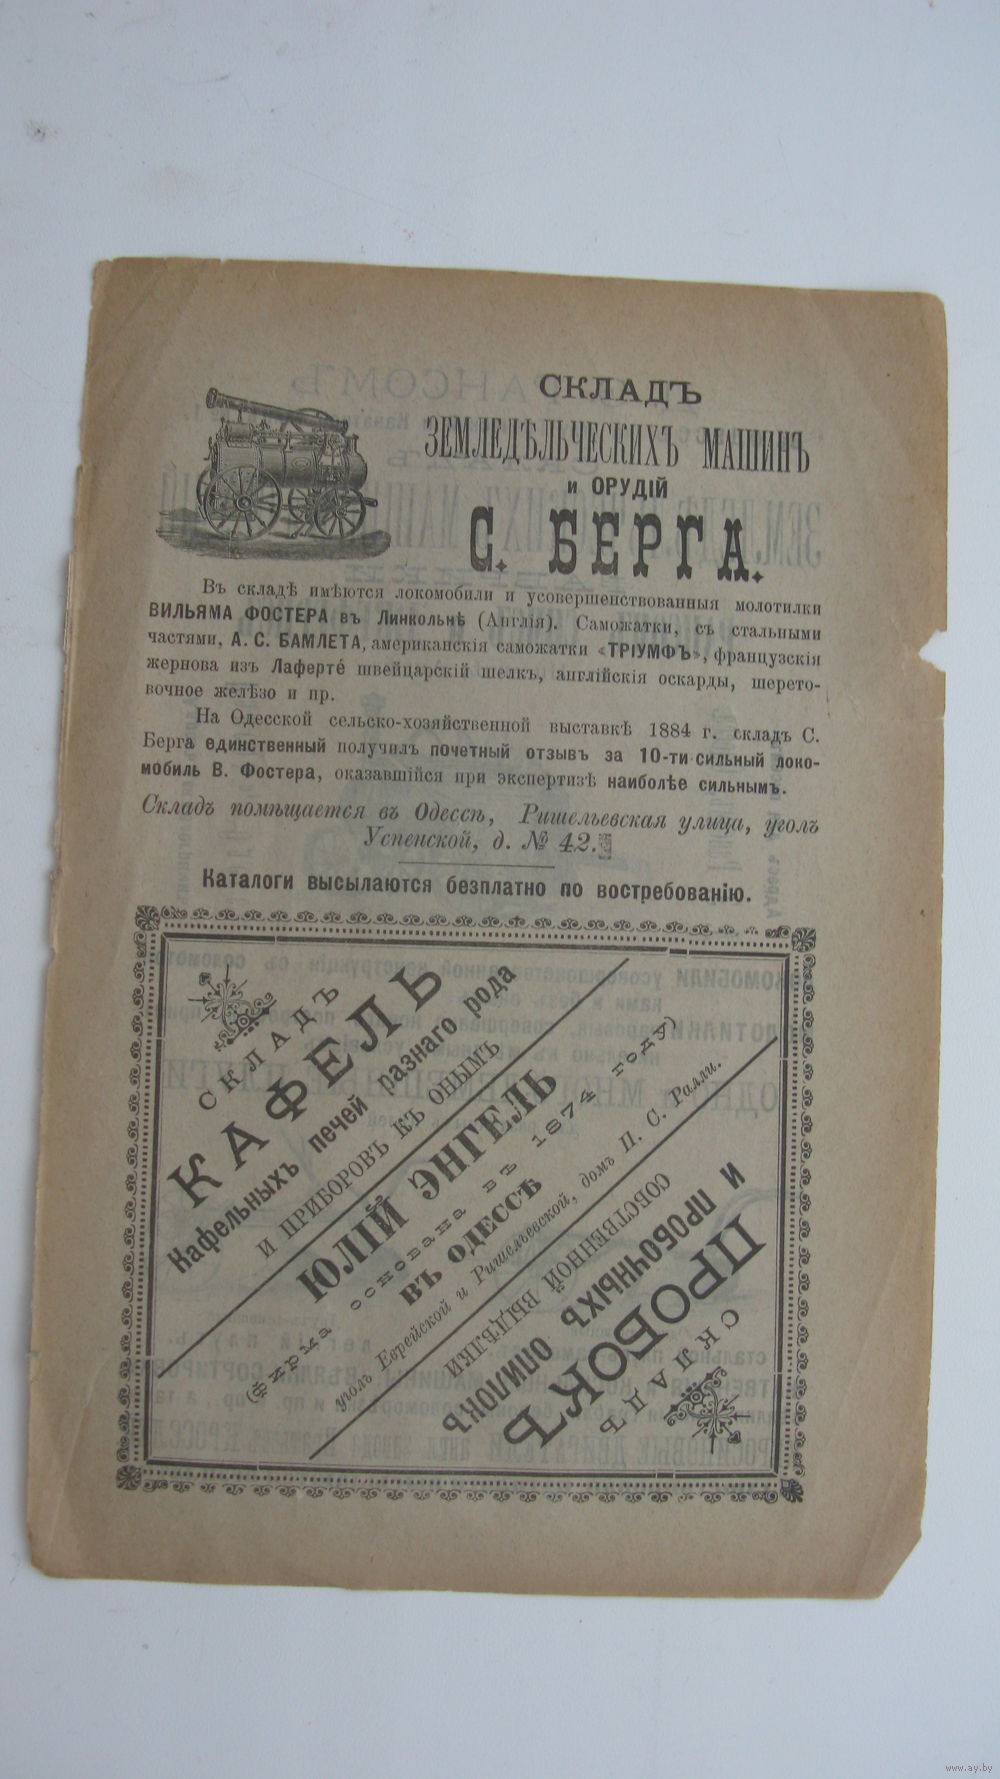 СКЛАДЪ
ЗЕМЛЕДѢЛЬЧЕСКИХЪ МАШИНЪ
и ОРУДІЙ
С. БЕРГА.
Въ складѣ имѣются локомобили и усовершенствованныя молотилки
ВИЛЬЯМА ФОСТЕРА въ Линкольнѣ (Англія). Саможатки, съ стальными
частями, А. С. БАМЛЕТА, американскія саможатки «ТРІУМФЪ», французскія
жернова изъ Лаферте́ швейцарскій шелкъ, англійскія оскарды, шерето-
вочное желѣзо и пр.
На Одесской сельско-хозяйственной выставкѣ 1884 г. складъ С.
Берга единственный получилъ почетный отзывъ за 10-ти сильный локо-
мобиль В. Фостера, оказавшійся при экспертизѣ наиболѣе сильнымъ.
Складъ помѣщается въ Одессѣ, Ришельевская улица, уголъ
Успенской, д. № 42.
Каталоги высылаются безплатно по востребованію.
СКЛАДЪ
КАФЕЛЬ
Кафельныхъ печей разнаго рода
И ПРИБОРОВЪ КЪ ОНЫМЪ
ЮЛІЙ ЭНГЕЛЬ
(Фирма основана въ 1874 году)
ВЪ ОДЕССѢ
уголъ Еврейской и Ришельевской, домъ П. С. Ралли.
СКЛАДЪ
ПРОБОКЪ
И ПРОБОЧНЫХЪ ОПИЛОКЪ
СОБСТВЕННОЙ ВЫДѢЛКИ
www.ay.by